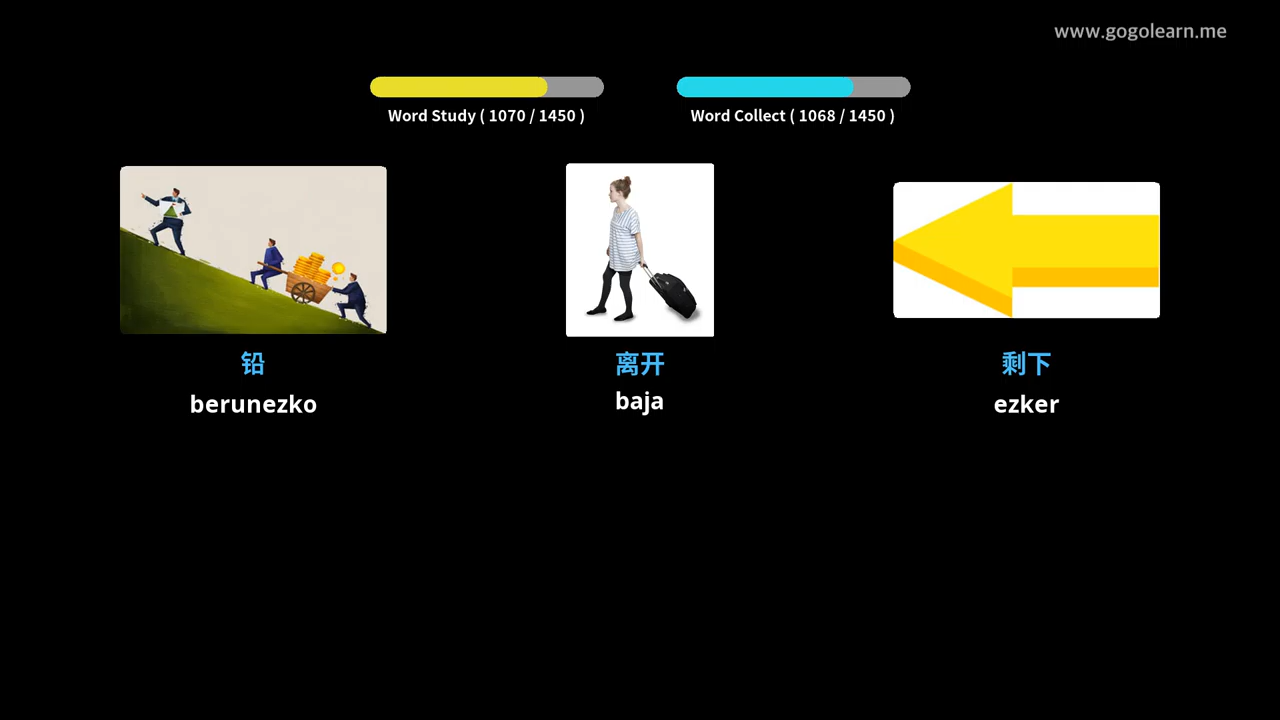 www.gogolearn.me
Word Study ( 1070 / 1450 )
Word Collect ( 1068 / 1450 )
铅
berunezko
离开
baja
剩下
ezker